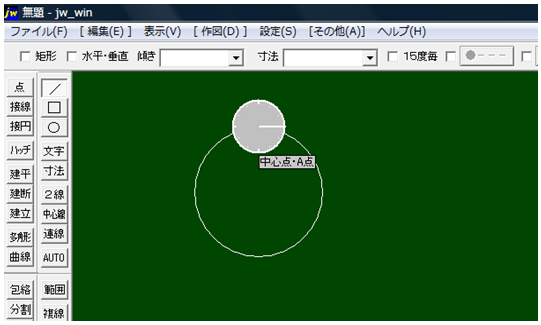 jw 無題 - jw_win
ファイル(F) [ 編集(E) ] 表示(V) [ 作図(D) ] 設定(S) [その他(A)] ヘルプ(H)
矩形 水平・垂直 傾き 寸法 15度毎 ●---
点 ／
接線 □
接円 ○
ハッチ 文字
建平 寸法
建断 2線
建立 中心線
多角形 連線
曲線 AUTO
包絡 範囲
分割 複線
中心点・A点